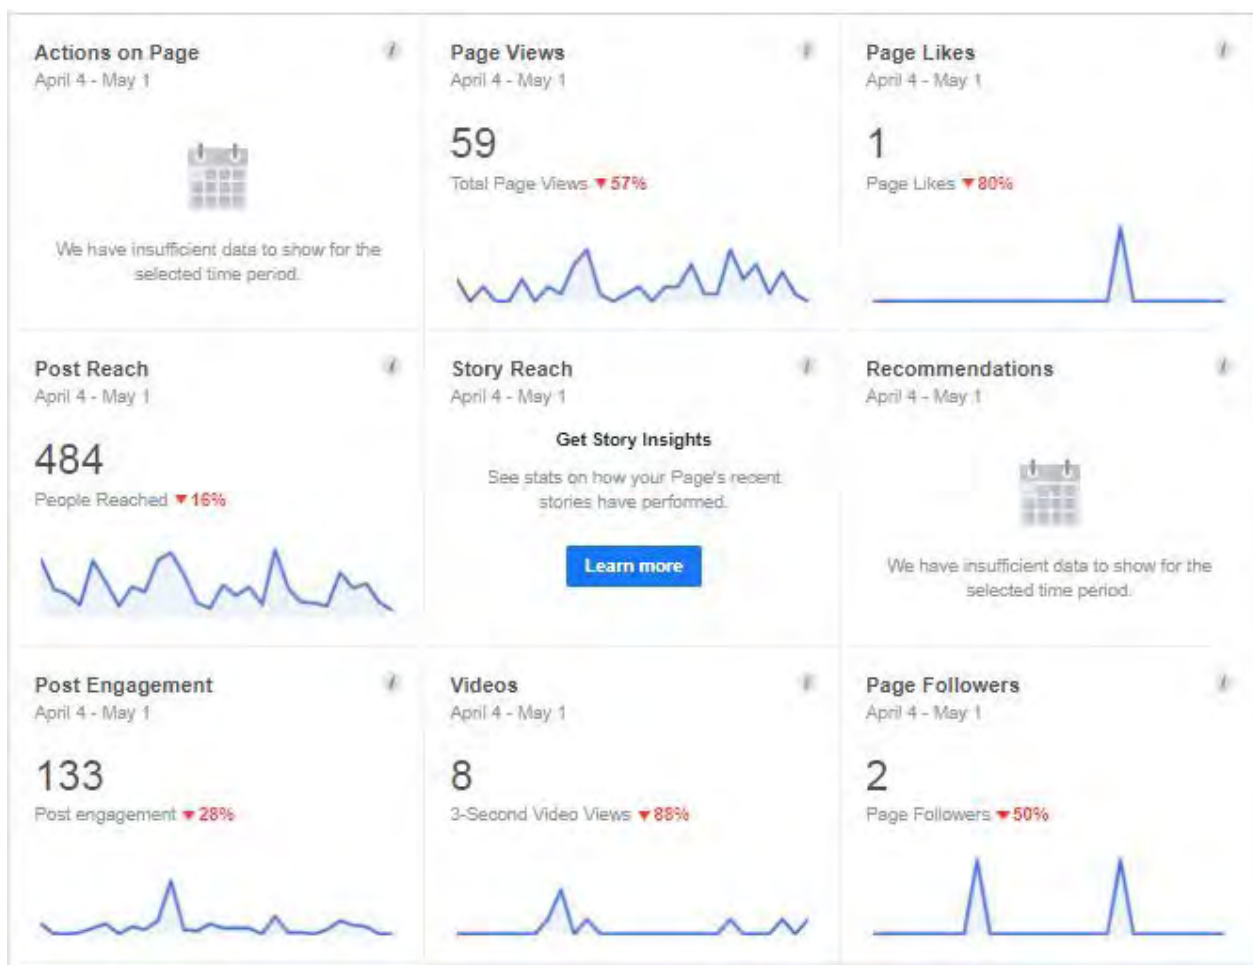 Actions on Page
April 4 - May 1
We have insufficient data to show for the
selected time period.
Page Views
April 4 - May 1
59
Total Page Views ▼57%
Page Likes
April 4 - May 1
1
Page Likes ▼80%
Post Reach
April 4 - May 1
484
People Reached ▼16%
Story Reach
April 4 - May 1
Get Story Insights
See stats on how your Page's recent
stories have performed.
Learn more
Recommendations
April 4 - May 1
We have insufficient data to show for the
selected time period.
Post Engagement
April 4 - May 1
133
Post engagement ▼28%
Videos
April 4 - May 1
8
3-Second Video Views ▼88%
Page Followers
April 4 - May 1
2
Page Followers ▼50%